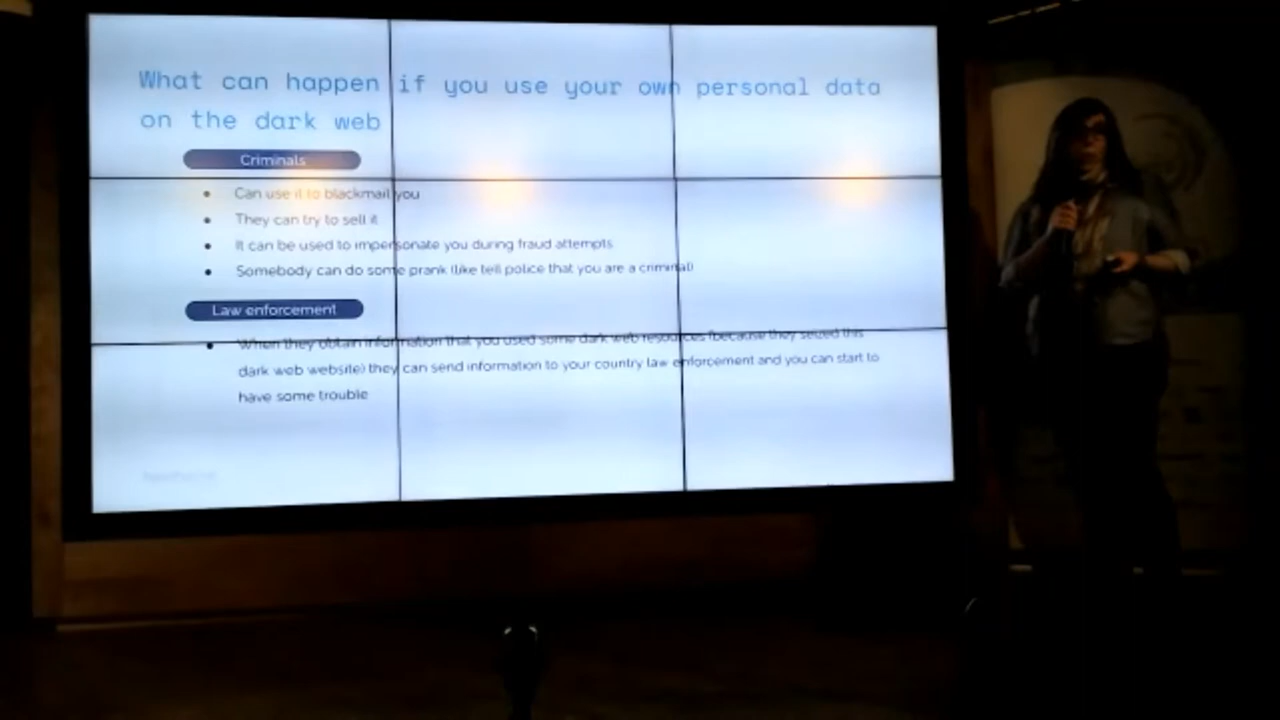 What can happen if you use your own personal data
on the dark web
Criminals
• Can use it to blackmail you
• They can try to sell it
• It can be used to impersonate you during fraud attempts
• Somebody can do some prank (like tell police that you are a criminal)
Law enforcement
• When they obtain information that you used some dark web resources (because they seized this
dark web website) they can send information to your country law enforcement and you can start to
have some trouble